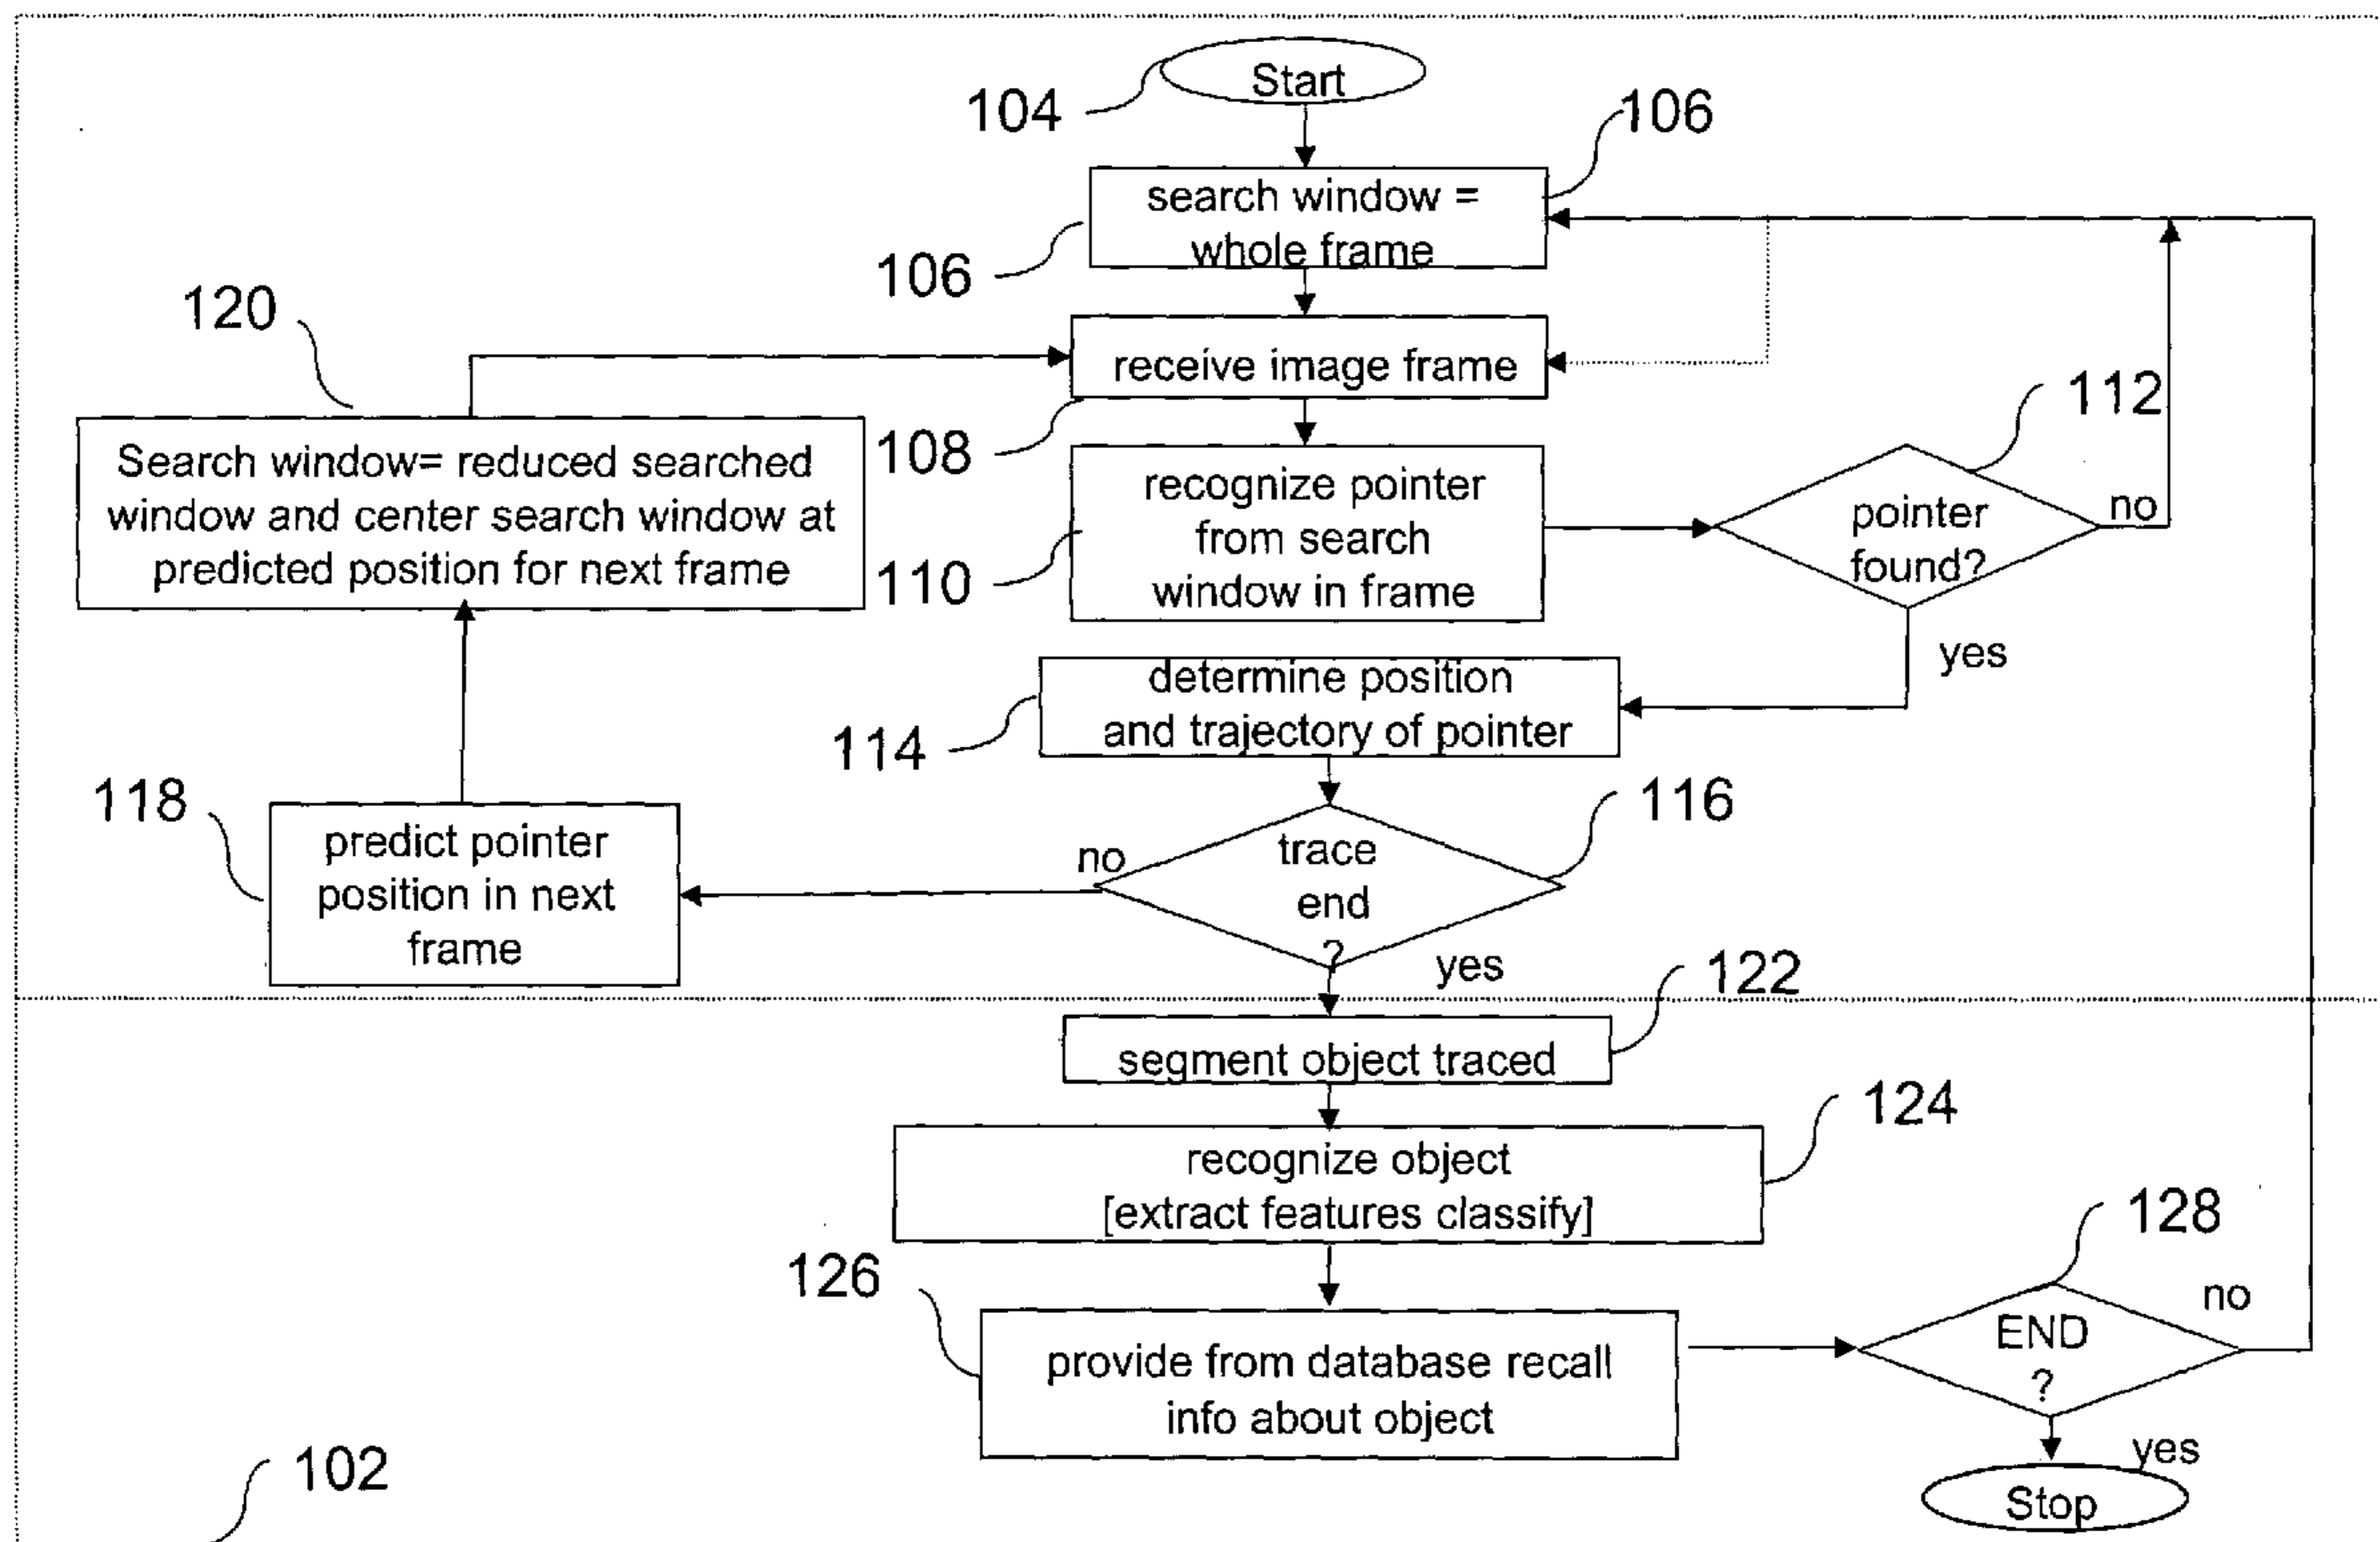 Start
104
106
search window =
whole frame
106
120
receive image frame
108
112
Search window= reduced searched
window and center search window at
predicted position for next frame
recognize pointer
from search
window in frame
110
pointer
found?
no
yes
determine position
and trajectory of pointer
114
118
116
predict pointer
position in next
frame
no
trace
end
?
yes
122
segment object traced
124
recognize object
[extract features classify]
126
128
provide from database recall
info about object
END
?
no
yes
Stop
102